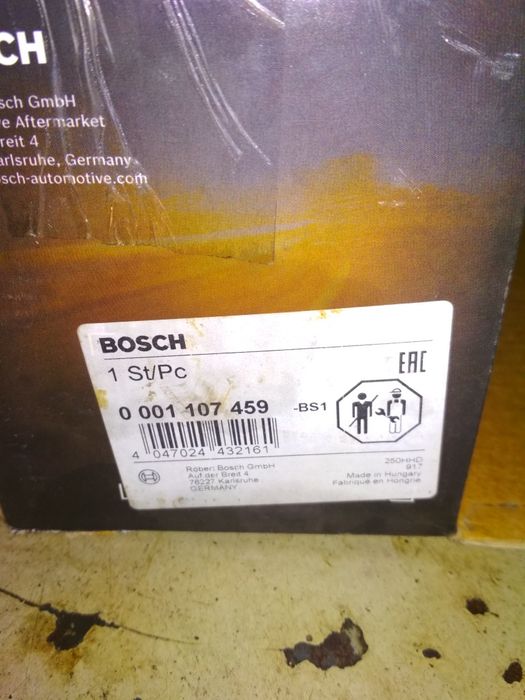 CH
sch GmbH
e Aftermarket
reit 4
arlsruhe, Germany
sch-automotive.com
BOSCH
1 St/Pc
EAC
0 001 107 459
-BS1
4 047024 432161
Robert Bosch GmbH
Auf der Breit 4
76227 Karlsruhe
GERMANY
250HHD
917
Made in Hungary
Fabriqué en Hongrie